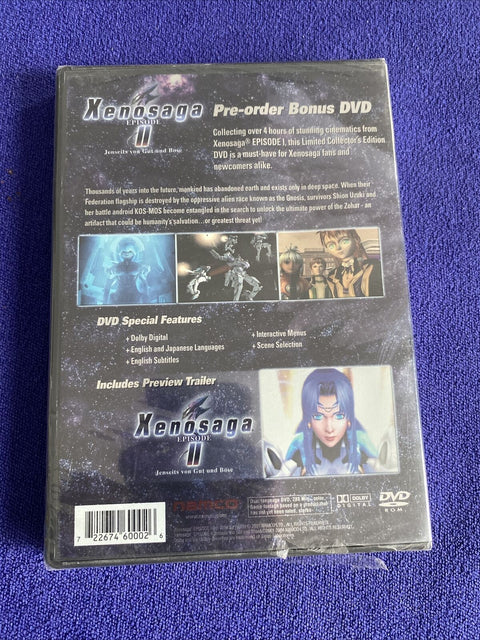 Xenosaga
EPISODE
II
Jenseits von Gut und Böse
Pre-order Bonus DVD
Collecting over 4 hours of stunning cinematics from
Xenosaga® EPISODE I, this Limited Collector's Edition
DVD is a must-have for Xenosaga fans and
newcomers alike.
Thousands of years into the future, mankind has abandoned earth and exists only in deep space. When their
Federation flagship is destroyed by the oppressive alien race known as the Gnosis, survivors Shion Uzuki and
her battle android KOS-MOS become entangled in the search to unlock the ultimate power of the Zohar - an
artifact that could be humanity's salvation... or greatest threat yet!
DVD Special Features
+ Dolby Digital
+ English and Japanese Languages
+ English Subtitles
+ Interactive Menus
+ Scene Selection
Includes Preview Trailer
Xenosaga
EPISODE
II
Jenseits von Gut und Böse
7 22674 60002 6
namco
DOLBY
DIGITAL
DVD
ROM